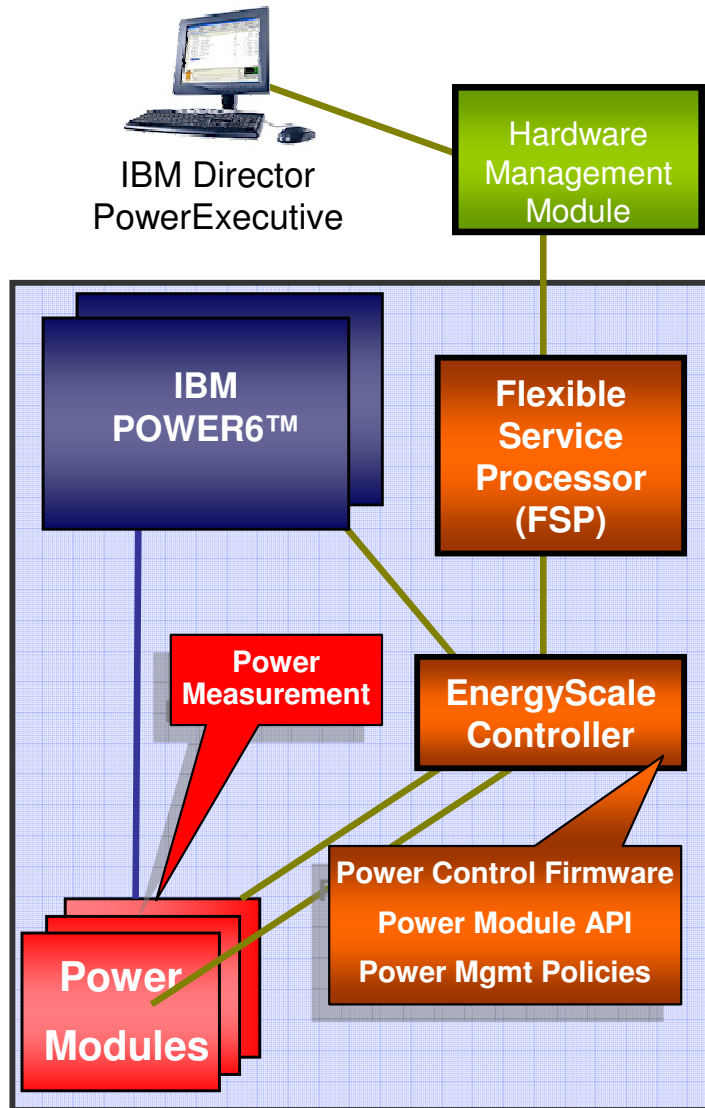 IBM Director
PowerExecutive
Hardware
Management
Module
IBM
POWER6™
Flexible
Service
Processor
(FSP)
Power
Measurement
EnergyScale
Controller
Power Control Firmware
Power Module API
Power Mgmt Policies
Power
Modules